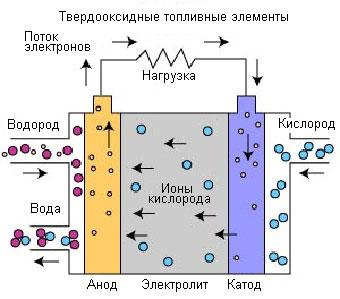 Твердооксидные топливные элементы
Поток
электронов
Нагрузка
Водород
Кислород
Ионы
кислорода
Вода
Анод
Электролит
Катод